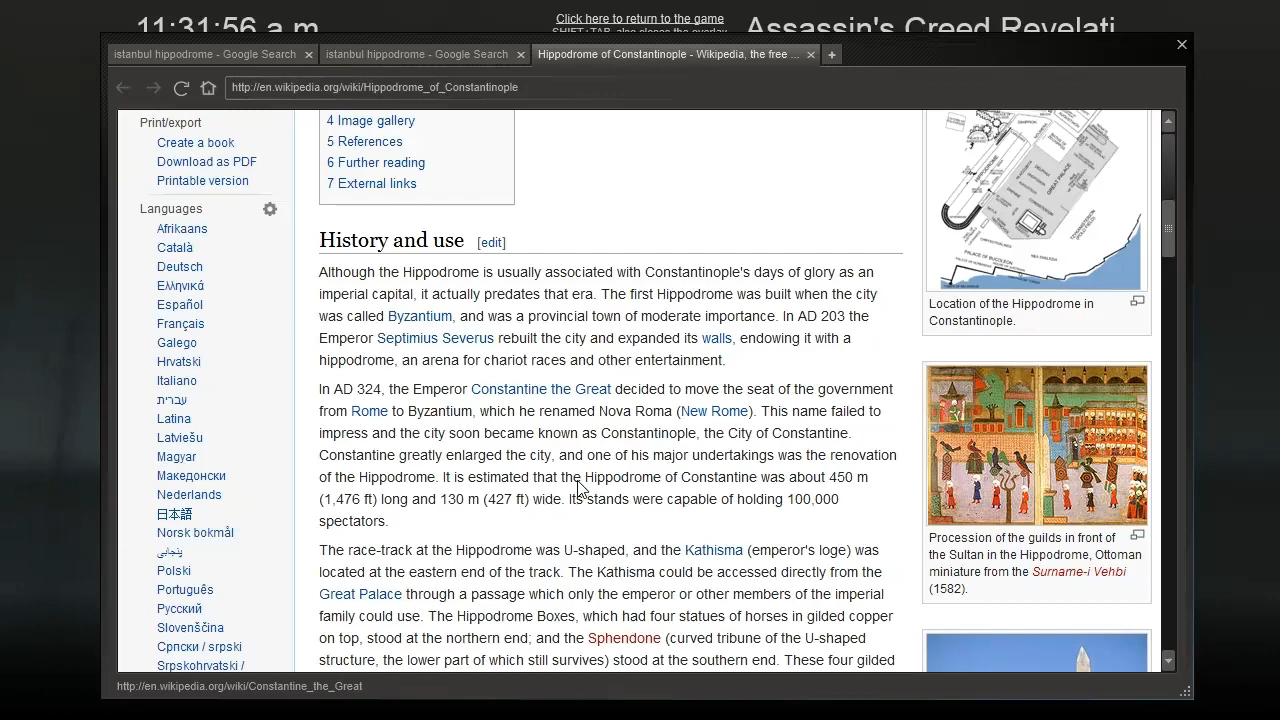 11:31:56 a.m
Click here to return to the game
SHIFT+TAB also closes the overlay
Assassin's Creed Revelati
istanbul hippodrome - Google Search
istanbul hippodrome - Google Search
Hippodrome of Constantinople - Wikipedia, the free ...
http://en.wikipedia.org/wiki/Hippodrome_of_Constantinople
Print/export
Create a book
Download as PDF
Printable version
Languages
Afrikaans
Català
Deutsch
Ελληνικά
Español
Français
Galego
Hrvatski
Italiano
עברית
Latina
Latviešu
Magyar
Македонски
Nederlands
日本語
Norsk bokmål
پنجابی
Polski
Português
Русский
Slovenščina
Српски / srpski
Srpskohrvatski /
4 Image gallery
5 References
6 Further reading
7 External links
History and use [edit]
Although the Hippodrome is usually associated with Constantinople's days of glory as an
imperial capital, it actually predates that era. The first Hippodrome was built when the city
was called Byzantium, and was a provincial town of moderate importance. In AD 203 the
Emperor Septimius Severus rebuilt the city and expanded its walls, endowing it with a
hippodrome, an arena for chariot races and other entertainment.
In AD 324, the Emperor Constantine the Great decided to move the seat of the government
from Rome to Byzantium, which he renamed Nova Roma (New Rome). This name failed to
impress and the city soon became known as Constantinople, the City of Constantine.
Constantine greatly enlarged the city, and one of his major undertakings was the renovation
of the Hippodrome. It is estimated that the Hippodrome of Constantine was about 450 m
(1,476 ft) long and 130 m (427 ft) wide. Its stands were capable of holding 100,000
spectators.
The race-track at the Hippodrome was U-shaped, and the Kathisma (emperor's loge) was
located at the eastern end of the track. The Kathisma could be accessed directly from the
Great Palace through a passage which only the emperor or other members of the imperial
family could use. The Hippodrome Boxes, which had four statues of horses in gilded copper
on top, stood at the northern end; and the Sphendone (curved tribune of the U-shaped
structure, the lower part of which still survives) stood at the southern end. These four gilded
HIPPODROME
GREAT PALACE
PALACE OF BUCOLEON
Location of the Hippodrome in
Constantinople.
Procession of the guilds in front of
the Sultan in the Hippodrome, Ottoman
miniature from the Surname-i Vehbi
(1582).
http://en.wikipedia.org/wiki/Constantine_the_Great